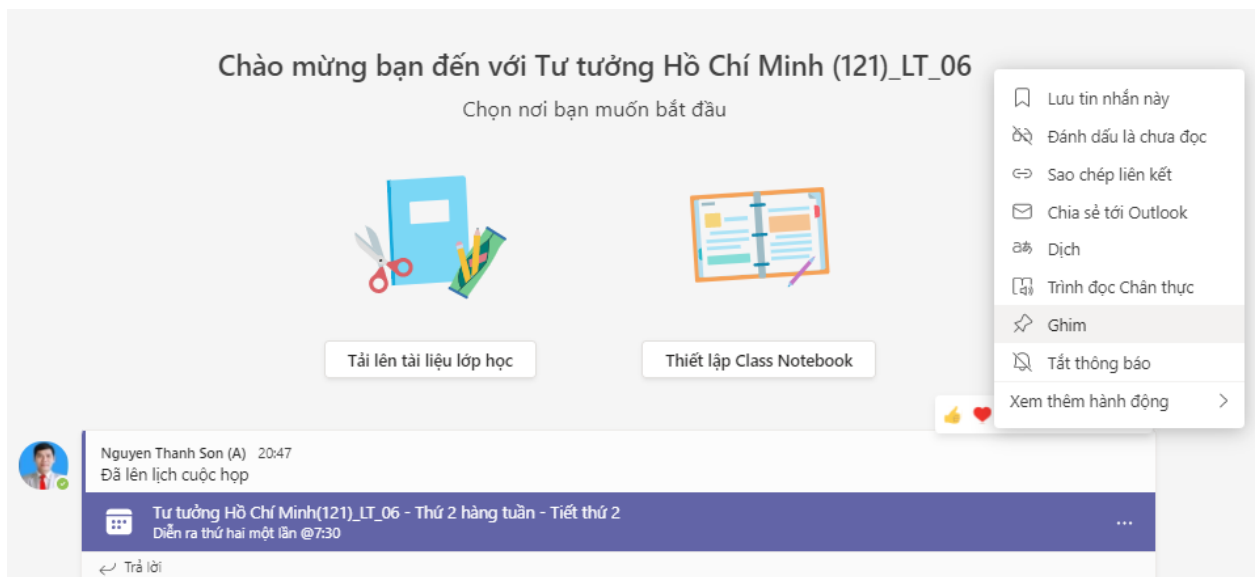 Chào mừng bạn đến với Tư tưởng Hồ Chí Minh (121)_LT_06
Chọn nơi bạn muốn bắt đầu
Tải lên tài liệu lớp học
Thiết lập Class Notebook
Lưu tin nhắn này
Đánh dấu là chưa đọc
Sao chép liên kết
Chia sẻ tới Outlook
Dịch
Trình đọc Chân thực
Ghim
Tắt thông báo
Xem thêm hành động
Nguyen Thanh Son (A) 20:47
Đã lên lịch cuộc họp
Tư tưởng Hồ Chí Minh(121)_LT_06 - Thứ 2 hàng tuần - Tiết thứ 2
Diễn ra thứ hai một lần @7:30
Trả lời